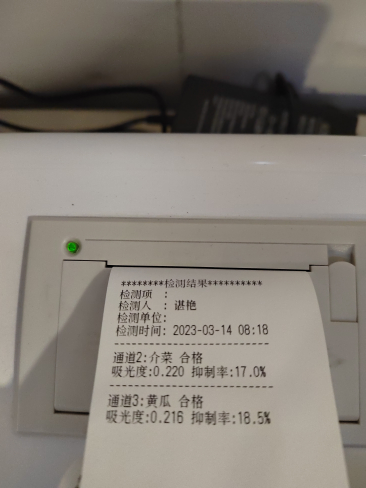 ********检测结果**********
检测项 :
检测人 : 谌艳
检测单位:
检测时间: 2023-03-14 08:18
--------------------------------
通道2:介菜 合格
吸光度:0.220 抑制率:17.0%
--------------------------------
通道3:黄瓜 合格
吸光度:0.216 抑制率:18.5%